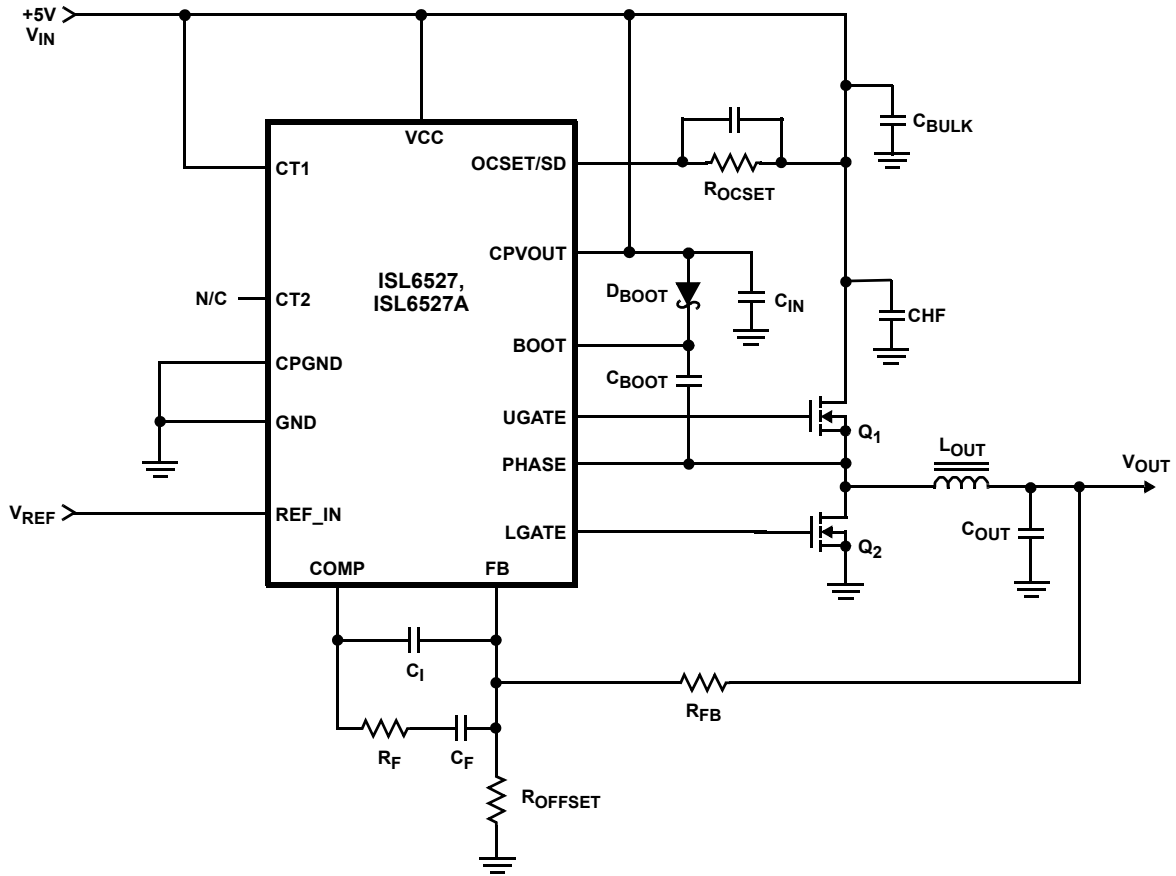 +5V
VIN
VCC
CBULK
CT1
OCSET/SD
ROCSET
CPVOUT
ISL6527,
ISL6527A
DBOOT
CIN
N/C
CT2
CHF
BOOT
CPGND
CBOOT
UGATE
Q1
GND
LOUT
PHASE
VOUT
VREF
REF_IN
LGATE
COUT
Q2
COMP
FB
CI
RFB
RF
CF
ROFFSET